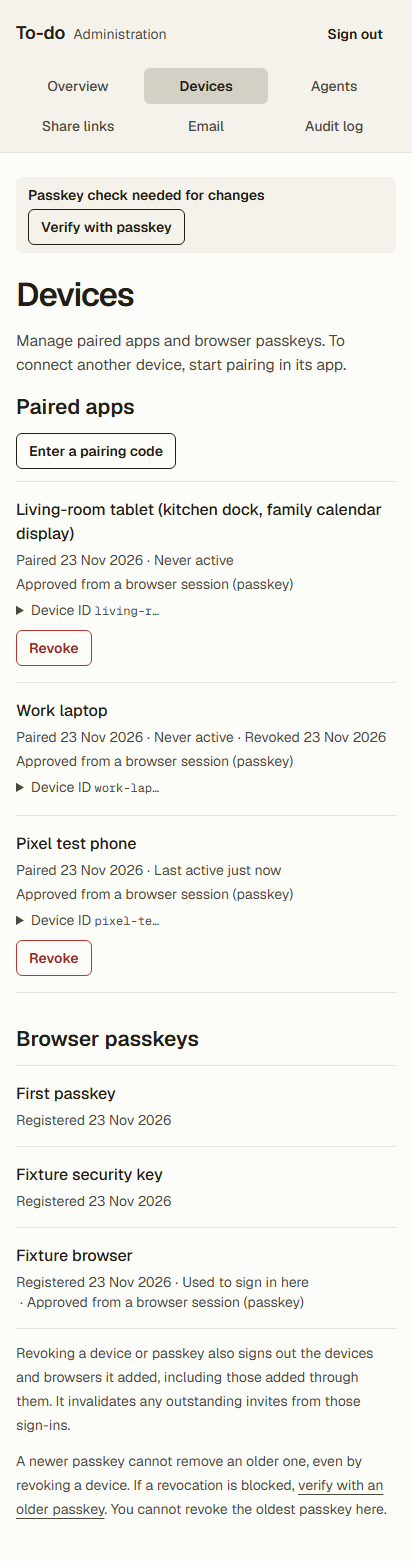 To-do Administration Sign out
Overview Devices Agents
Share links Email Audit log
Passkey check needed for changes
Verify with passkey
Devices
Manage paired apps and browser passkeys. To
connect another device, start pairing in its app.
Paired apps
Enter a pairing code
Living-room tablet (kitchen dock, family calendar
display)
Paired 23 Nov 2026 · Never active
Approved from a browser session (passkey)
Device ID living-r…
Revoke
Work laptop
Paired 23 Nov 2026 · Never active · Revoked 23 Nov 2026
Approved from a browser session (passkey)
Device ID work-lap…
Pixel test phone
Paired 23 Nov 2026 · Last active just now
Approved from a browser session (passkey)
Device ID pixel-te…
Revoke
Browser passkeys
First passkey
Registered 23 Nov 2026
Fixture security key
Registered 23 Nov 2026
Fixture browser
Registered 23 Nov 2026 · Used to sign in here
· Approved from a browser session (passkey)
Revoking a device or passkey also signs out the devices
and browsers it added, including those added through
them. It invalidates any outstanding invites from those
sign-ins.
A newer passkey cannot remove an older one, even by
revoking a device. If a revocation is blocked, verify with an
older passkey. You cannot revoke the oldest passkey here.